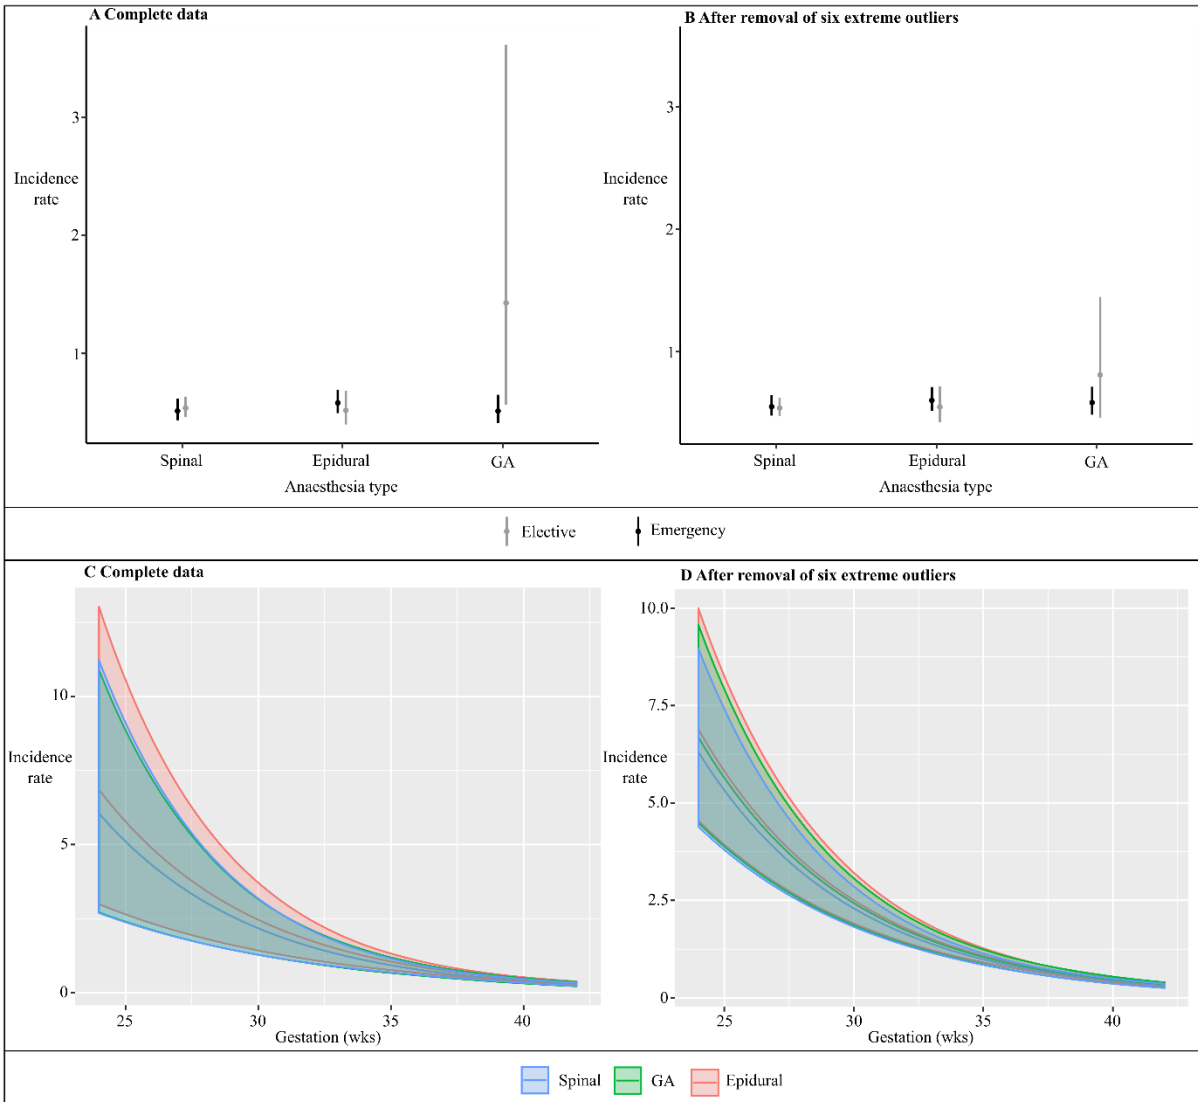 A Complete data
B After removal of six extreme outliers
3
2
1
Incidence
rate
3
2
1
Incidence
rate
Spinal
Epidural
GA
Anaesthesia type
Spinal
Epidural
GA
Anaesthesia type
Elective
Emergency
C Complete data
D After removal of six extreme outliers
10
5
0
Incidence
rate
10.0
7.5
5.0
2.5
0
Incidence
rate
25
30
35
40
Gestation (wks)
25
30
35
40
Gestation (wks)
Spinal
GA
Epidural